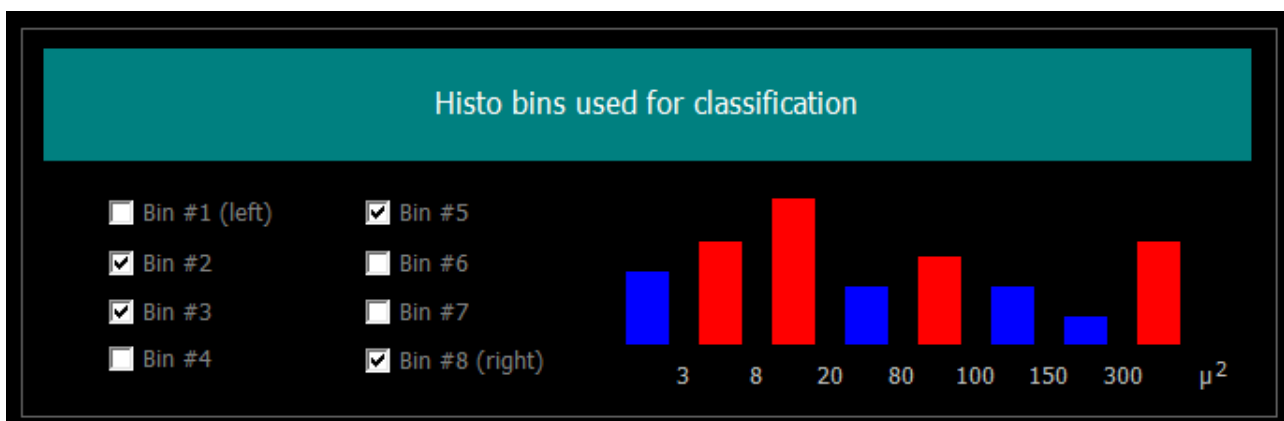 Histo bins used for classification
Bin #1 (left)
Bin #2
Bin #3
Bin #4
Bin #5
Bin #6
Bin #7
Bin #8 (right)
3 8 20 80 100 150 300 μ²